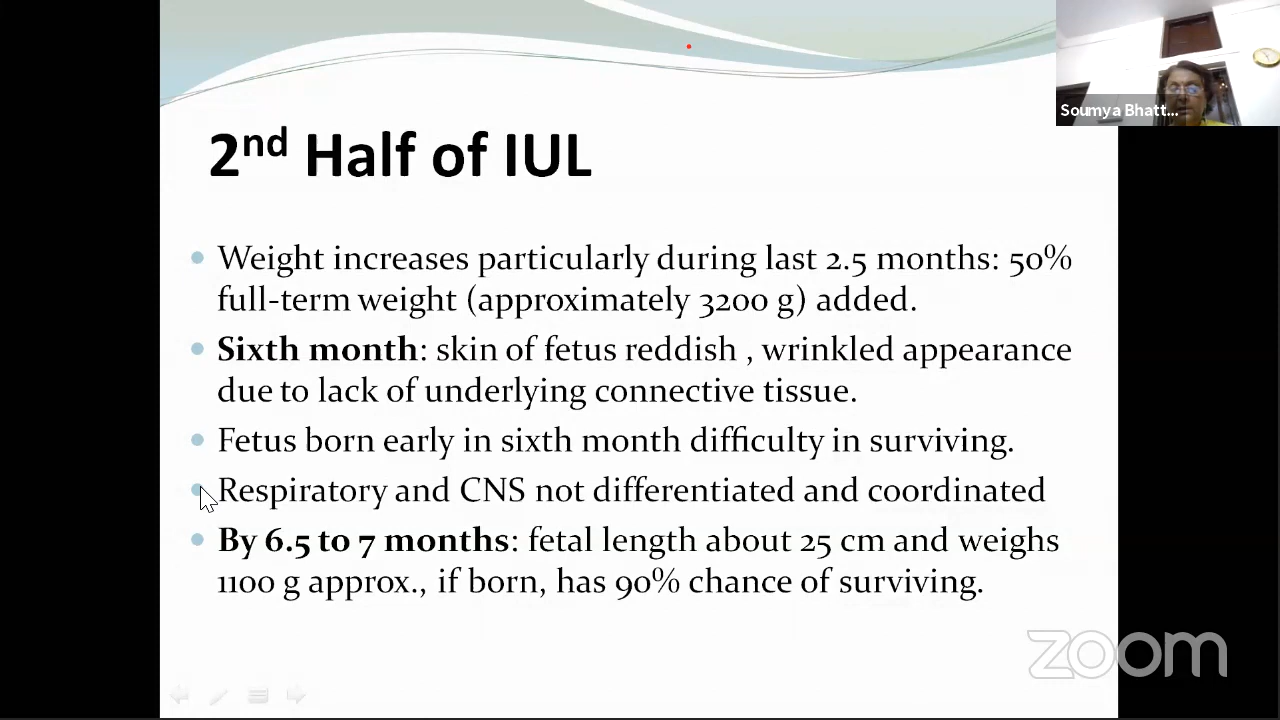 Soumya Bhatt...
2nd Half of IUL
Weight increases particularly during last 2.5 months: 50%
full-term weight (approximately 3200 g) added.
Sixth month: skin of fetus reddish , wrinkled appearance
due to lack of underlying connective tissue.
Fetus born early in sixth month difficulty in surviving.
Respiratory and CNS not differentiated and coordinated
By 6.5 to 7 months: fetal length about 25 cm and weighs
1100 g approx., if born, has 90% chance of surviving.
zoom